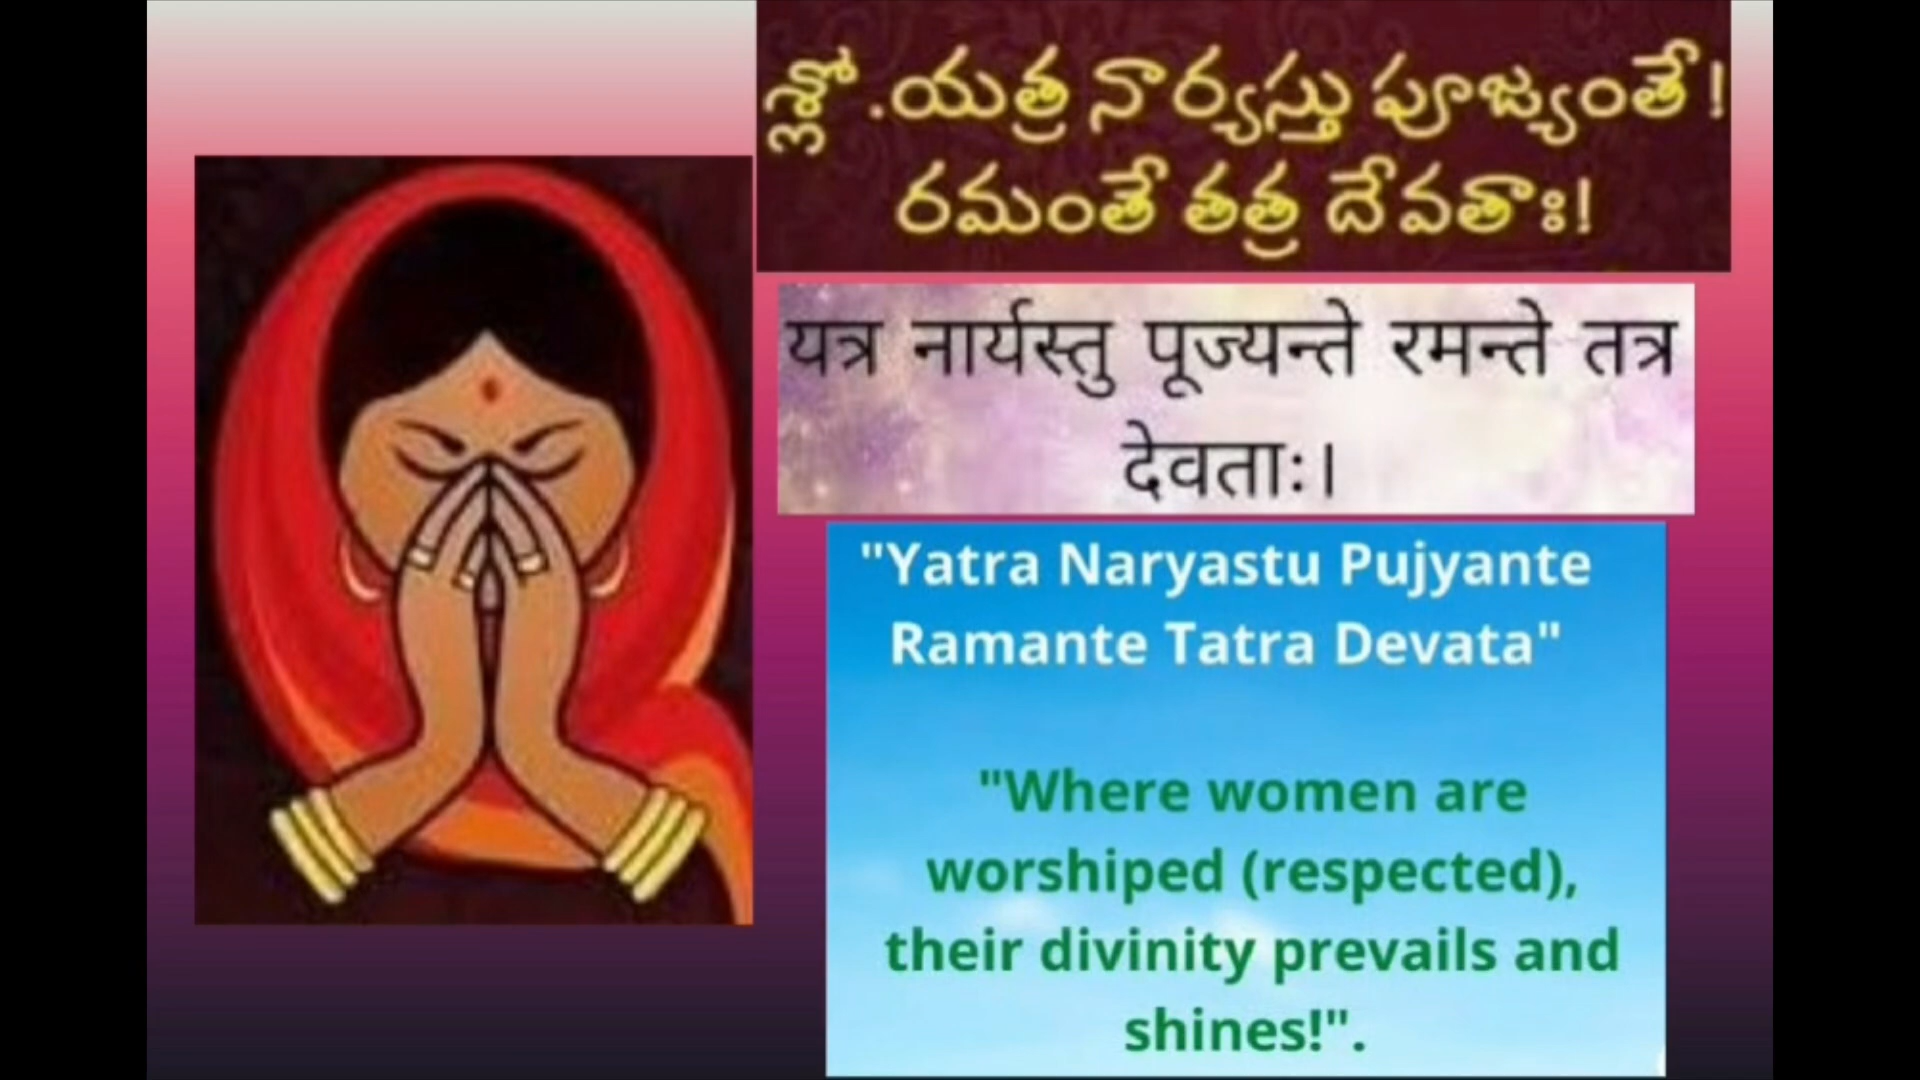 శ్లో.యత్ర నార్యస్తు పూజ్యంతే!
రమంతే తత్ర దేవతాః!
यत्र नार्यस्तु पूज्यन्ते रमन्ते तत्र
देवताः।
"Yatra Naryastu Pujyante
Ramante Tatra Devata"
"Where women are
worshiped (respected),
their divinity prevails and
shines!".